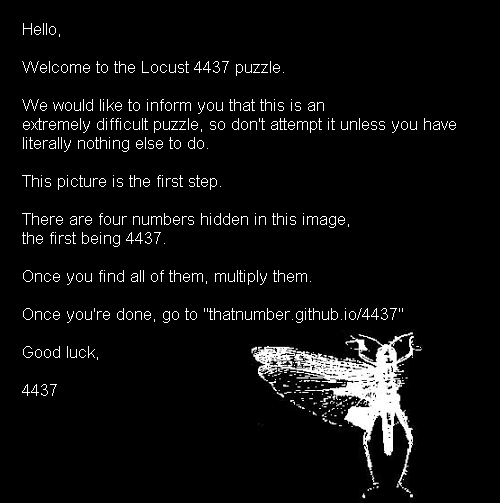 Hello,
Welcome to the Locust 4437 puzzle.
We would like to inform you that this is an
extremely difficult puzzle, so don't attempt it unless you have
literally nothing else to do.
This picture is the first step.
There are four numbers hidden in this image,
the first being 4437.
Once you find all of them, multiply them.
Once you're done, go to "thatnumber.github.io/4437"
Good luck,
4437